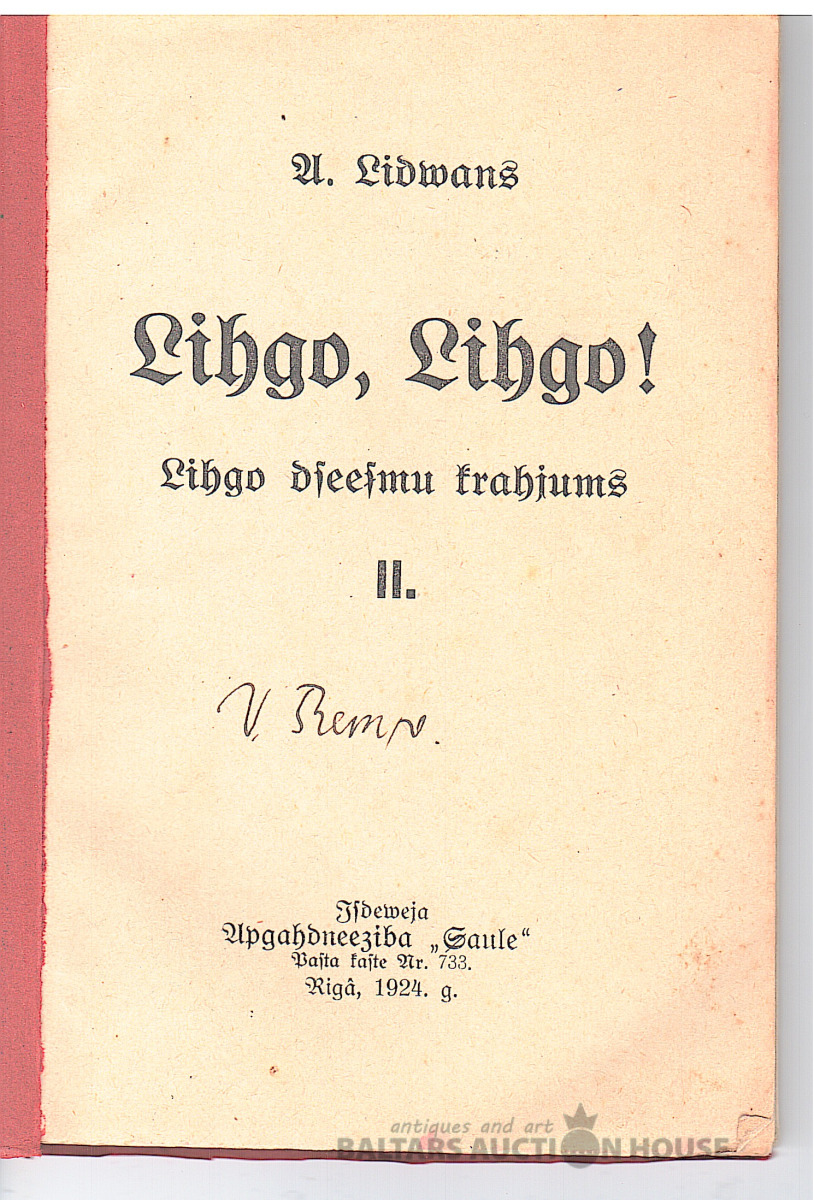 A. Lidwans
Lihgo, Lihgo!
Lihgo dſeeſmu krahjums
II.
V.
Jſdeweja
Apgahdneeziba „Saule“
Paſta kaſte Nr. 733.
Rigâ, 1924. g.
antiques and art
BALTARS AUCTION HOUSE